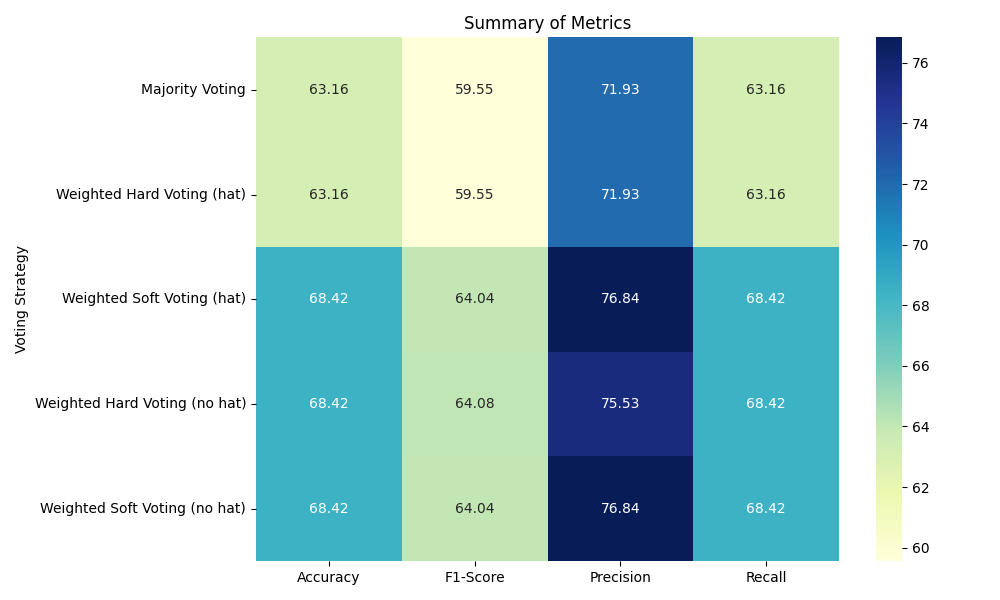 Summary of Metrics
Voting Strategy
Majority Voting 63.16 59.55 71.93 63.16
Weighted Hard Voting (hat) 63.16 59.55 71.93 63.16
Weighted Soft Voting (hat) 68.42 64.04 76.84 68.42
Weighted Hard Voting (no hat) 68.42 64.08 75.53 68.42
Weighted Soft Voting (no hat) 68.42 64.04 76.84 68.42
Accuracy F1-Score Precision Recall
76
74
72
70
68
66
64
62
60